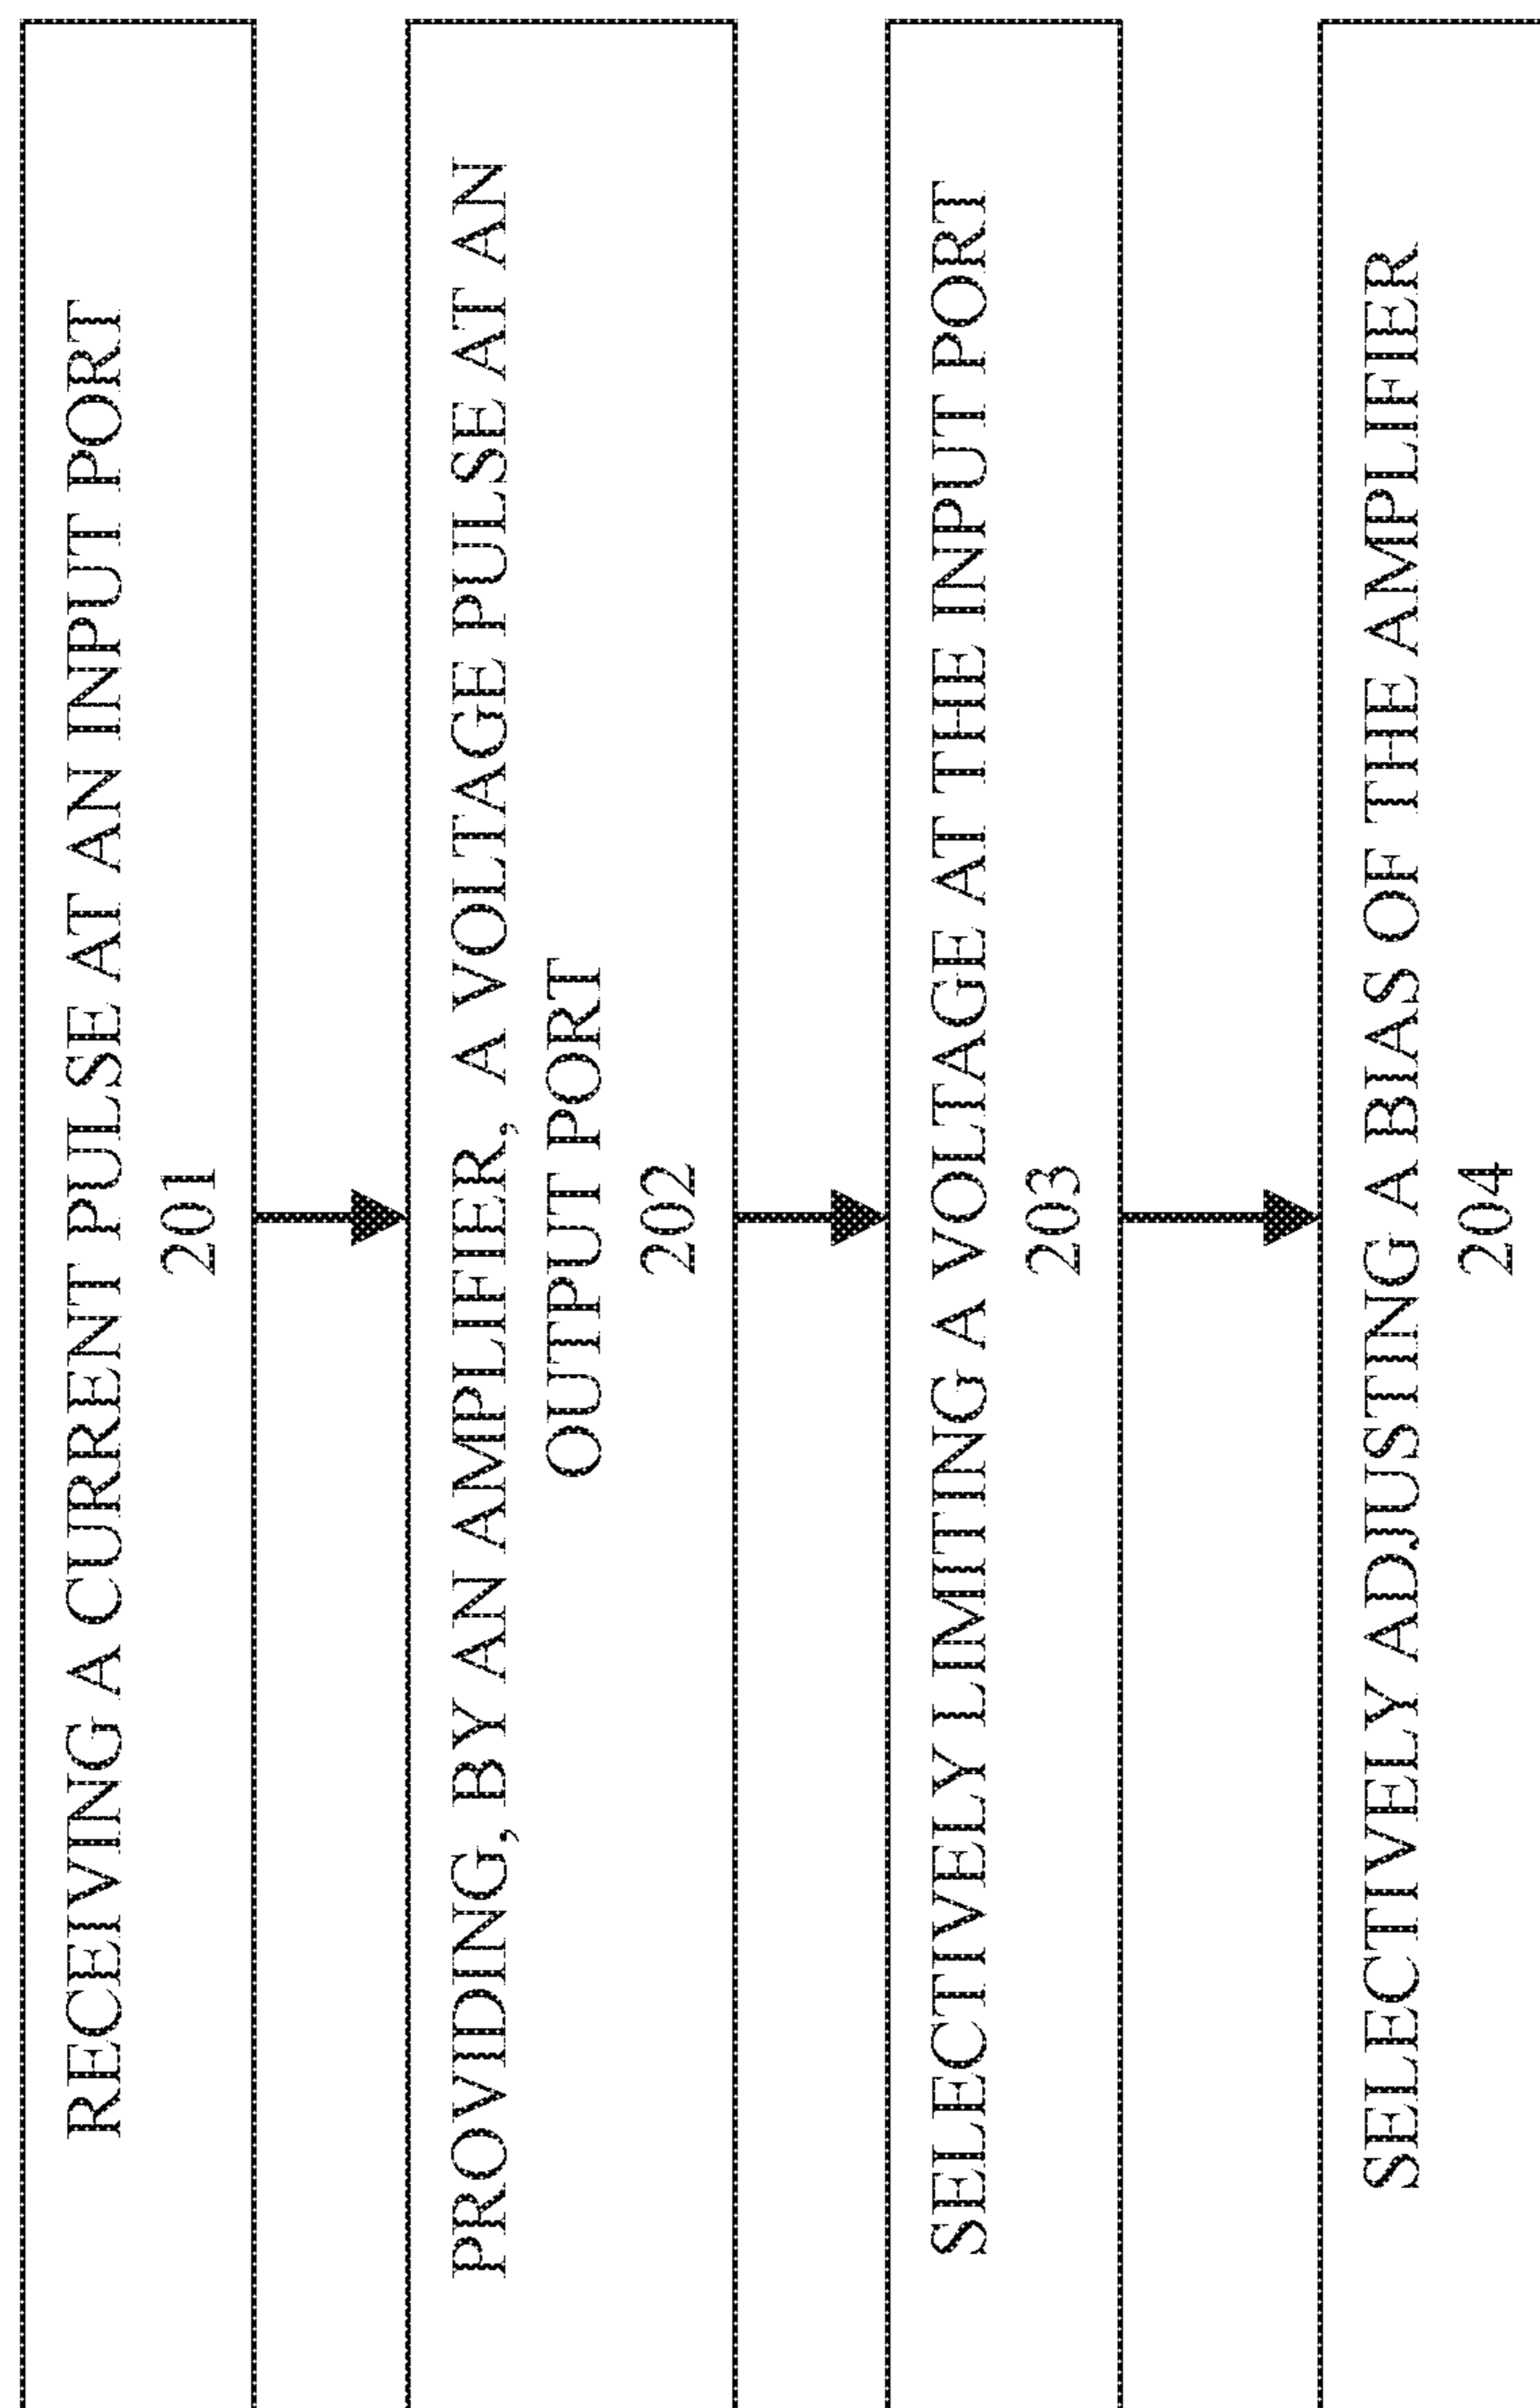 RECEIVING A CURRENT PULSE AT AN INPUT PORT
201
PROVIDING, BY AN AMPLIFIER, A VOLTAGE PULSE AT AN
OUTPUT PORT
202
SELECTIVELY LIMITING A VOLTAGE AT THE INPUT PORT
203
SELECTIVELY ADJUSTING A BIAS OF THE AMPLIFIER
204